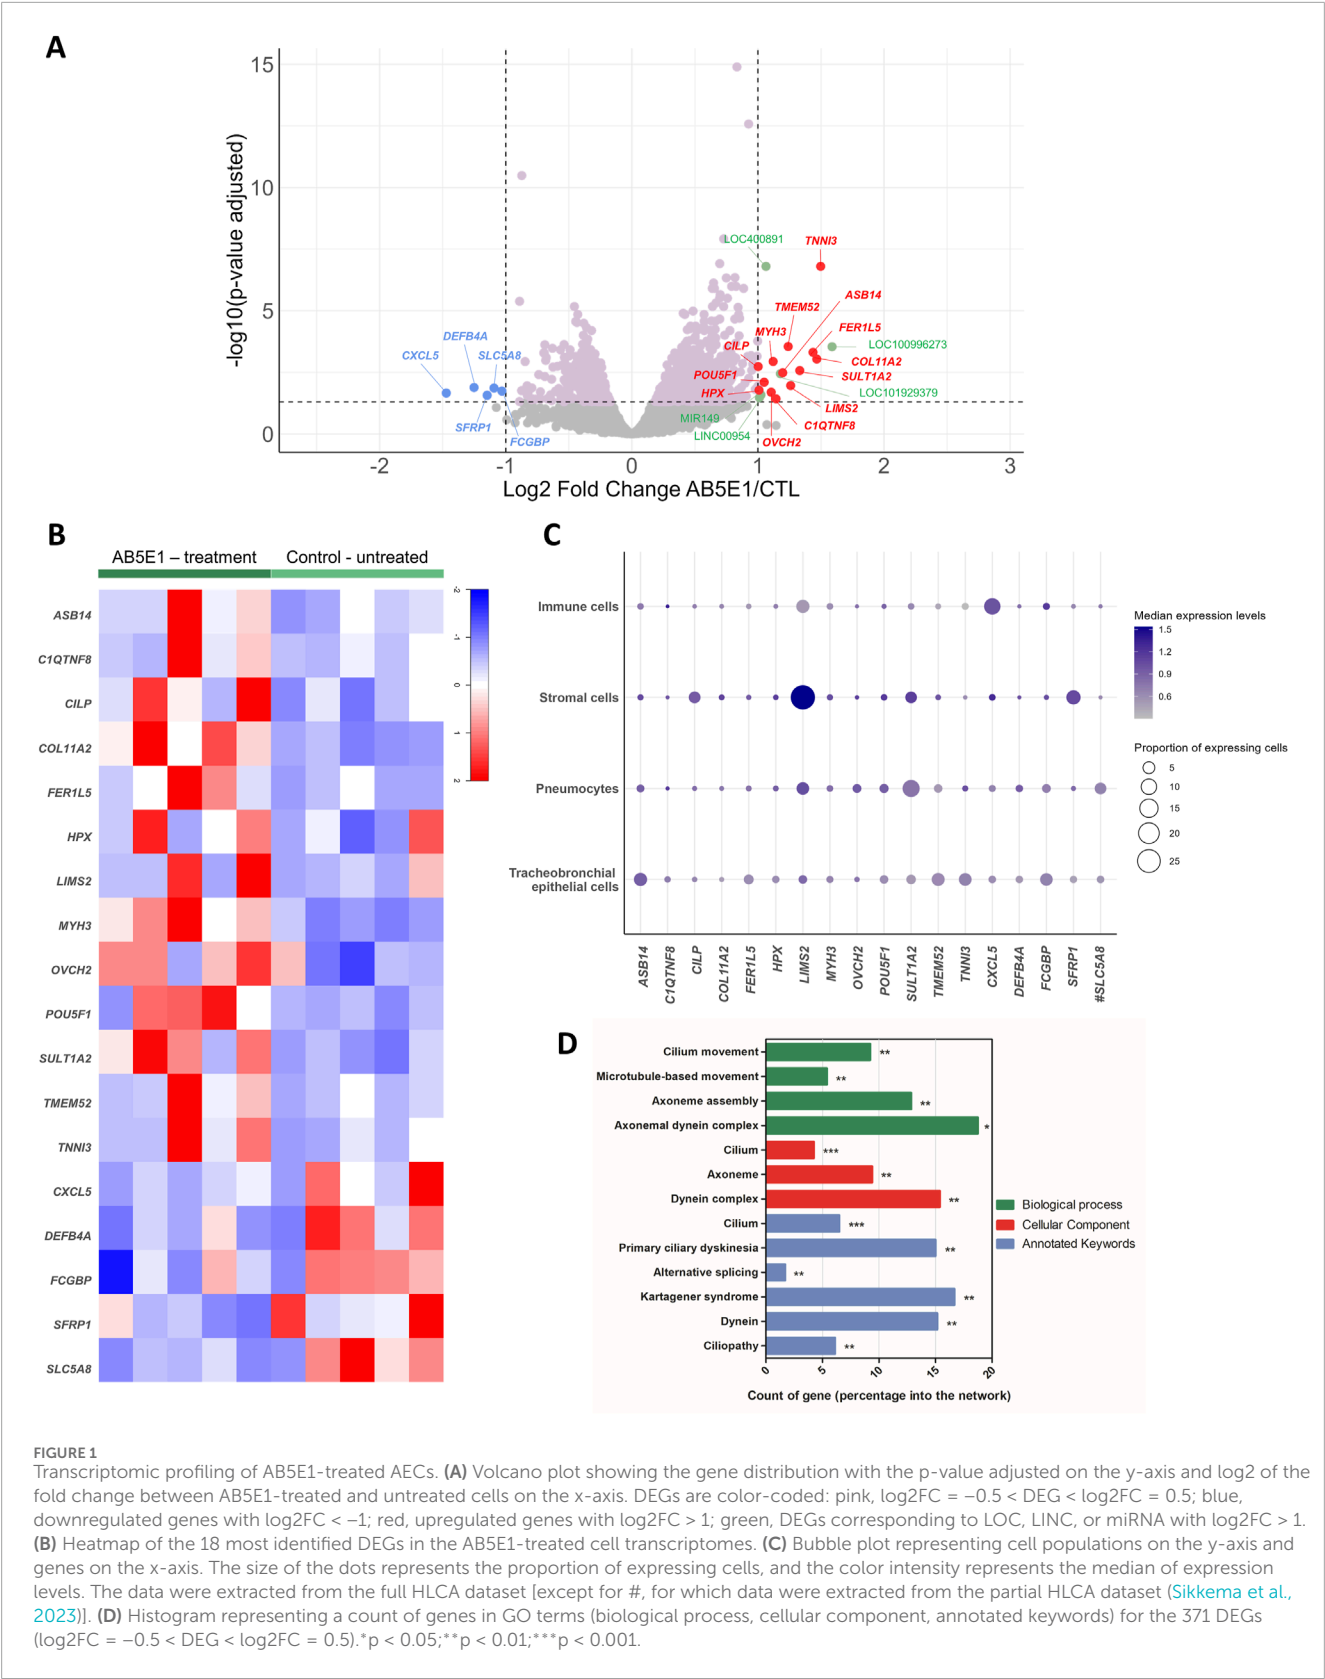 A
15
10
5
0
-log10(p-value adjusted)
LOC400891
TNNI3
ASB14
TMEM52
MYH3
FER1L5
CILP
LOC100996273
COL11A2
POU5F1
SULT1A2
HPX
LOC101929379
LIMS2
MIR149
C1QTNF8
LINC00954
OVCH2
DEFB4A
CXCL5
SLC5A8
SFRP1
FCGBP
-2
-1
0
1
2
3
Log2 Fold Change AB5E1/CTL
B
AB5E1 – treatment
Control - untreated
ASB14
C1QTNF8
CILP
COL11A2
FER1L5
HPX
LIMS2
MYH3
OVCH2
POU5F1
SULT1A2
TMEM52
TNNI3
CXCL5
DEFB4A
FCGBP
SFRP1
SLC5A8
-2
-1
0
1
2
C
Immune cells
Stromal cells
Pneumocytes
Tracheobronchial
epithelial cells
ASB14
C1QTNF8
CILP
COL11A2
FER1L5
HPX
LIMS2
MYH3
OVCH2
POU5F1
SULT1A2
TMEM52
TNNI3
CXCL5
DEFB4A
FCGBP
SFRP1
#SLC5A8
Median expression levels
1.5
1.2
0.9
0.6
Proportion of expressing cells
5
10
15
20
25
D
Cilium movement **
Microtubule-based movement **
Axoneme assembly **
Axonemal dynein complex *
Cilium ***
Axoneme **
Dynein complex **
Cilium ***
Primary ciliary dyskinesia **
Alternative splicing **
Kartagener syndrome **
Dynein **
Ciliopathy **
0
5
10
15
20
Count of gene (percentage into the network)
Biological process
Cellular Component
Annotated Keywords
FIGURE 1
Transcriptomic profiling of AB5E1-treated AECs. (A) Volcano plot showing the gene distribution with the p-value adjusted on the y-axis and log2 of the
fold change between AB5E1-treated and untreated cells on the x-axis. DEGs are color-coded: pink, log2FC = −0.5 < DEG < log2FC = 0.5; blue,
downregulated genes with log2FC < −1; red, upregulated genes with log2FC > 1; green, DEGs corresponding to LOC, LINC, or miRNA with log2FC > 1.
(B) Heatmap of the 18 most identified DEGs in the AB5E1-treated cell transcriptomes. (C) Bubble plot representing cell populations on the y-axis and
genes on the x-axis. The size of the dots represents the proportion of expressing cells, and the color intensity represents the median of expression
levels. The data were extracted from the full HLCA dataset [except for #, for which data were extracted from the partial HLCA dataset (Sikkema et al.,
2023)]. (D) Histogram representing a count of genes in GO terms (biological process, cellular component, annotated keywords) for the 371 DEGs
(log2FC = −0.5 < DEG < log2FC = 0.5).*p < 0.05;**p < 0.01;***p < 0.001.